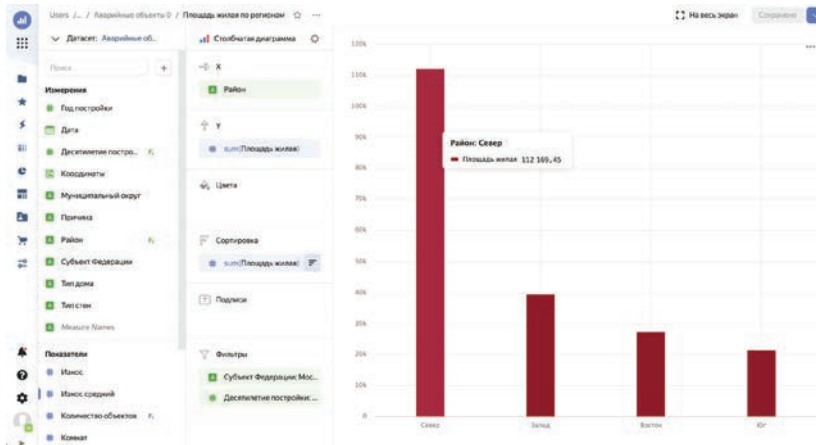 Users /... / Аварийные объекты 0 / Площадь жилая по регионам
На весь экран
Сохранено
Датасет: Аварийные об...
Поиск
Измерения
Год постройки
Дата
Десятилетие постро...
Координаты
Муниципальный округ
Причина
Район
Субъект Федерации
Тип дома
Тип стен
Measure Names
Показатели
Износ
Износ средний
Количество объектов
Комнат
Столбчатая диаграмма
X
Район
Y
sum(Площадь жилая)
Цвета
Сортировка
sum(Площадь жилая)
Подписи
Фильтры
Субъект Федерации: Мос...
Десятилетие постройки: ...
120k
110k
100k
90k
80k
70k
60k
50k
40k
30k
20k
10k
0
Район: Север
Площадь жилая 112 169,45
Север
Запад
Восток
Юг